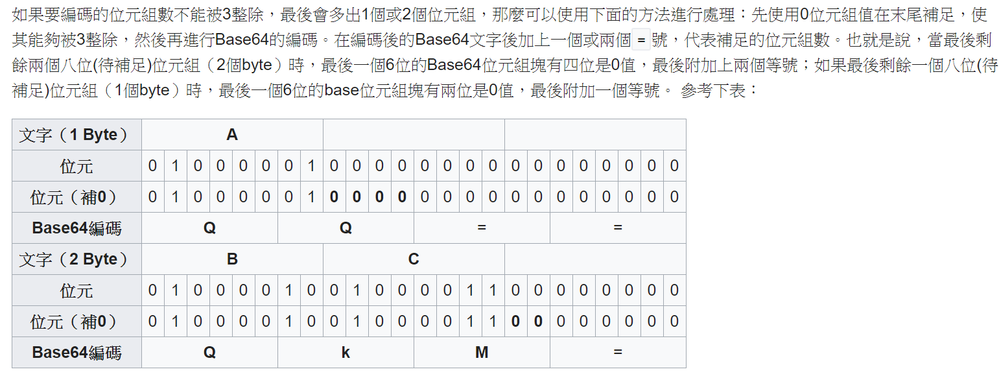 如果要編碼的位元組數不能被3整除，最後會多出1個或2個位元組，那麼可以使用下面的方法進行處理：先使用0位元組值在末尾補足，使
其能夠被3整除，然後再進行Base64的編碼。在編碼後的Base64文字後加上一個或兩個 = 號，代表補足的位元組數。也就是說，當最後剩
餘兩個八位(待補足)位元組（2個byte）時，最後一個6位的Base64位元組塊有四位是0值，最後附加上兩個等號；如果最後剩餘一個八位(待
補足)位元組（1個byte）時，最後一個6位的base位元組塊有兩位是0值，最後附加一個等號。 參考下表：
文字（1 Byte） A
位元 0 1 0 0 0 0 0 1 0 0 0 0 0 0 0 0 0 0 0 0 0 0 0 0
位元（補0） 0 1 0 0 0 0 0 1 0 0 0 0 0 0 0 0 0 0 0 0 0 0 0 0
Base64編碼 Q Q = =
文字（2 Byte） B C
位元 0 1 0 0 0 0 1 0 0 1 0 0 0 0 1 1 0 0 0 0 0 0 0 0
位元（補0） 0 1 0 0 0 0 1 0 0 1 0 0 0 0 1 1 0 0 0 0 0 0 0 0
Base64編碼 Q k M =